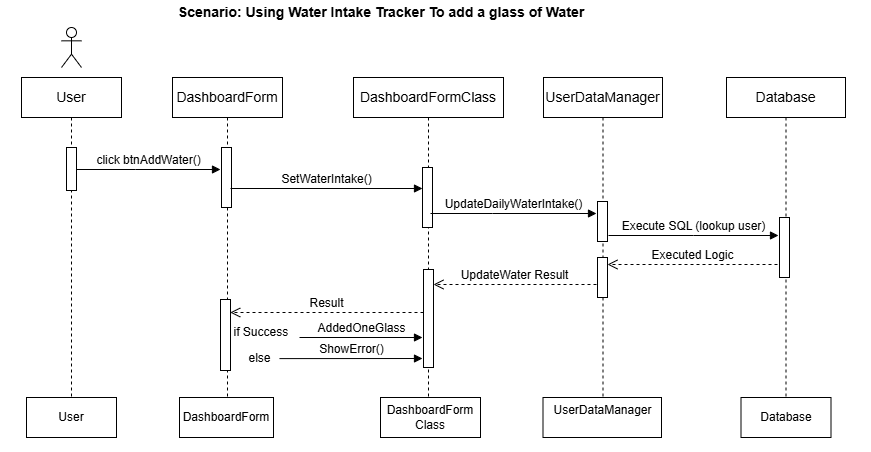 Scenario: Using Water Intake Tracker To add a glass of Water
User
DashboardForm
DashboardFormClass
UserDataManager
Database
click btnAddWater()
SetWaterIntake()
UpdateDailyWaterIntake()
Execute SQL (lookup user)
Executed Logic
UpdateWater Result
Result
if Success
AddedOneGlass
else
ShowError()
User
DashboardForm
DashboardForm
Class
UserDataManager
Database